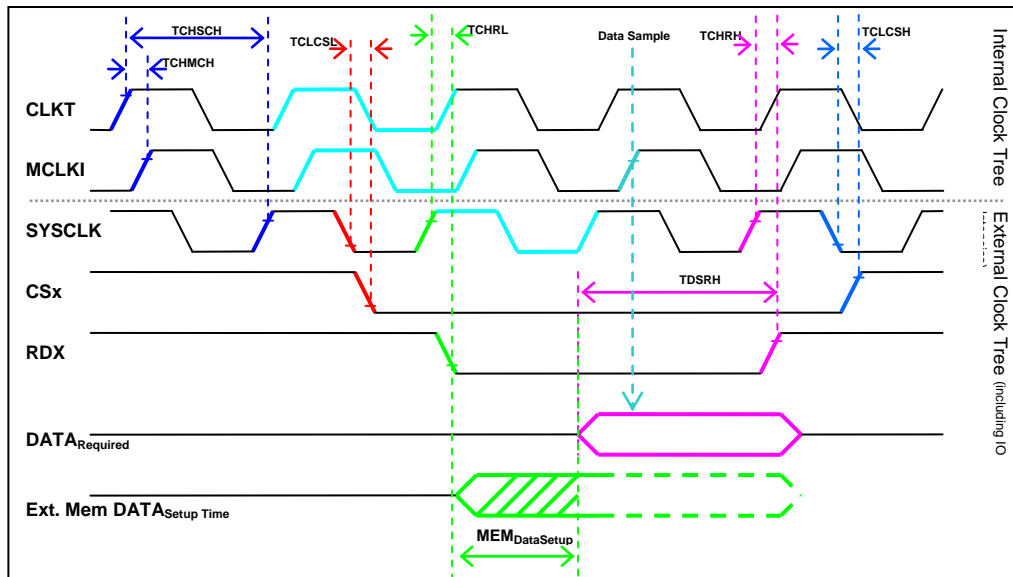 TCHSCH
TCLCSL
TCHRL
Data Sample
TCHRH
TCLCSH
TCHMCH
CLKT
MCLKI
SYSCLK
CSx
TDSRH
RDX
DATARequired
Ext. Mem DATASetup Time
MEMDataSetup
Internal Clock Tree
External Clock Tree (including IO